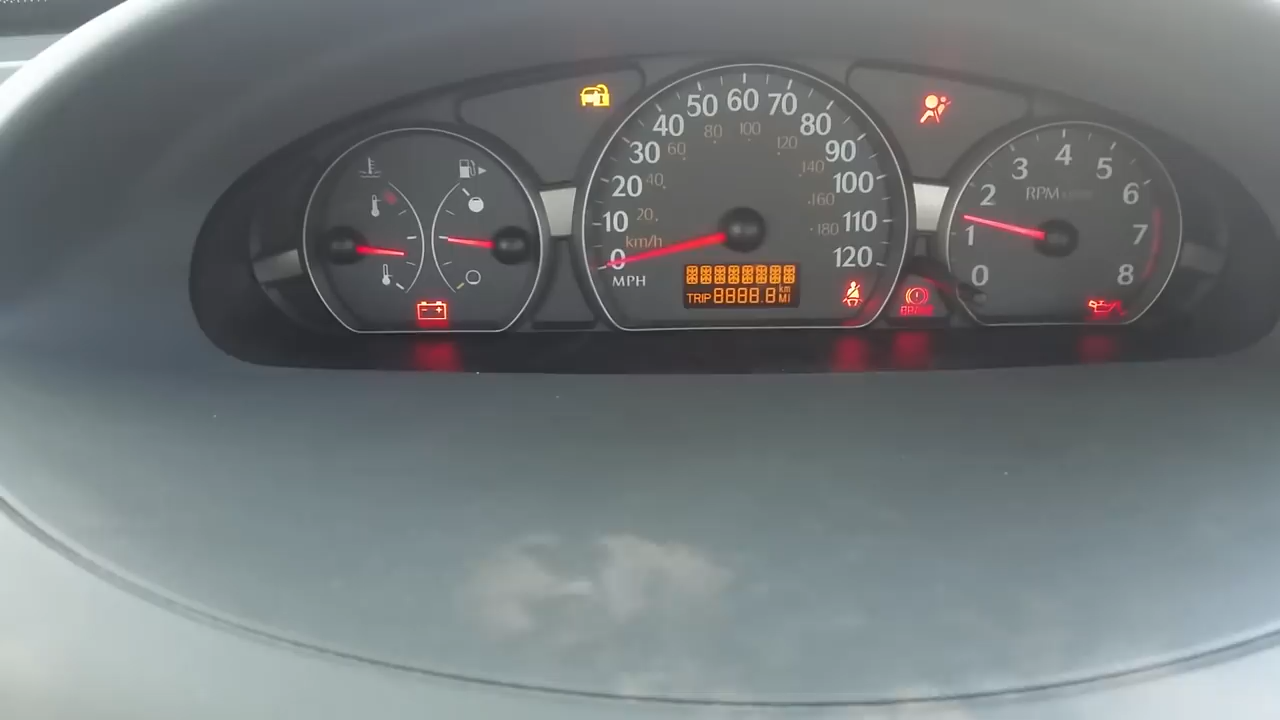 10 20 30 40 50 60 70 80 90 100 110 120
0
20 40 60 80 100 120 140 160 180
km/h
MPH
TRIP 8888.8 km MI
0 1 2 3 4 5 6 7 8
RPM